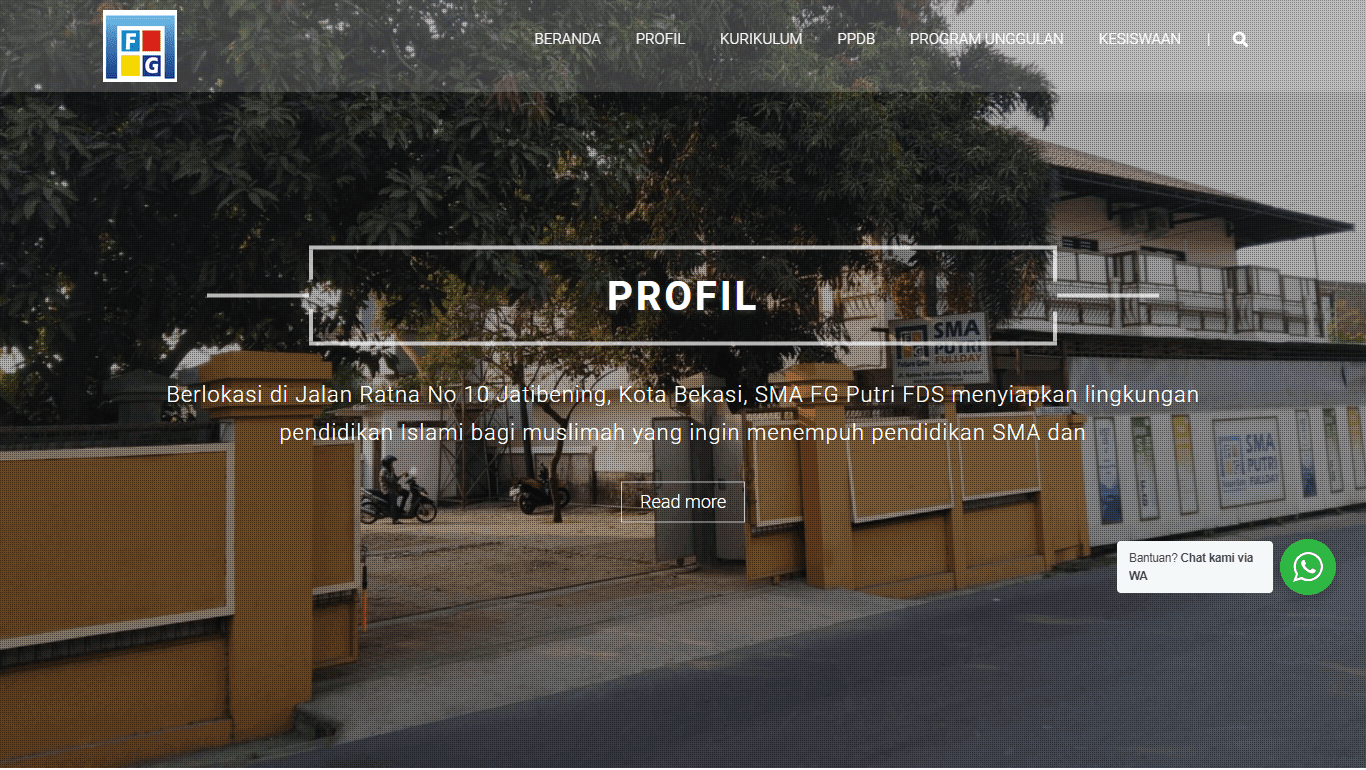 F
G
BERANDA PROFIL KURIKULUM PPDB PROGRAM UNGGULAN KESISWAAN |
PROFIL
SMA
PUTRI
FULLDAY
Berlokasi di Jalan Ratna No 10 Jatibening, Kota Bekasi, SMA FG Putri FDS menyiapkan lingkungan
pendidikan Islami bagi muslimah yang ingin menempuh pendidikan SMA dan
SMA
PUTRI
FULLDAY
Read more
Bantuan? Chat kami via
WA